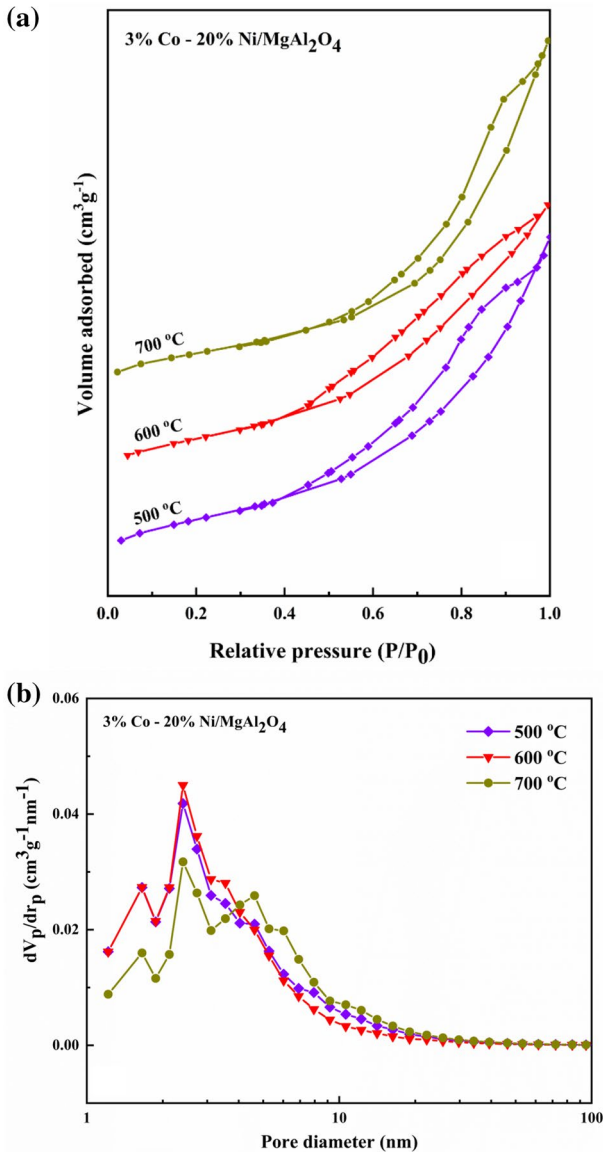 (a)
3% Co - 20% Ni/MgAl₂O₄
Volume adsorbed (cm³g⁻¹)
700 ºC
600 ºC
500 ºC
0.0 0.2 0.4 0.6 0.8 1.0
Relative pressure (P/P₀)
(b)
0.06
3% Co - 20% Ni/MgAl₂O₄
500 ºC
600 ºC
700 ºC
0.04
dVₚ/drₚ (cm³g⁻¹nm⁻¹)
0.02
0.00
1 10 100
Pore diameter (nm)